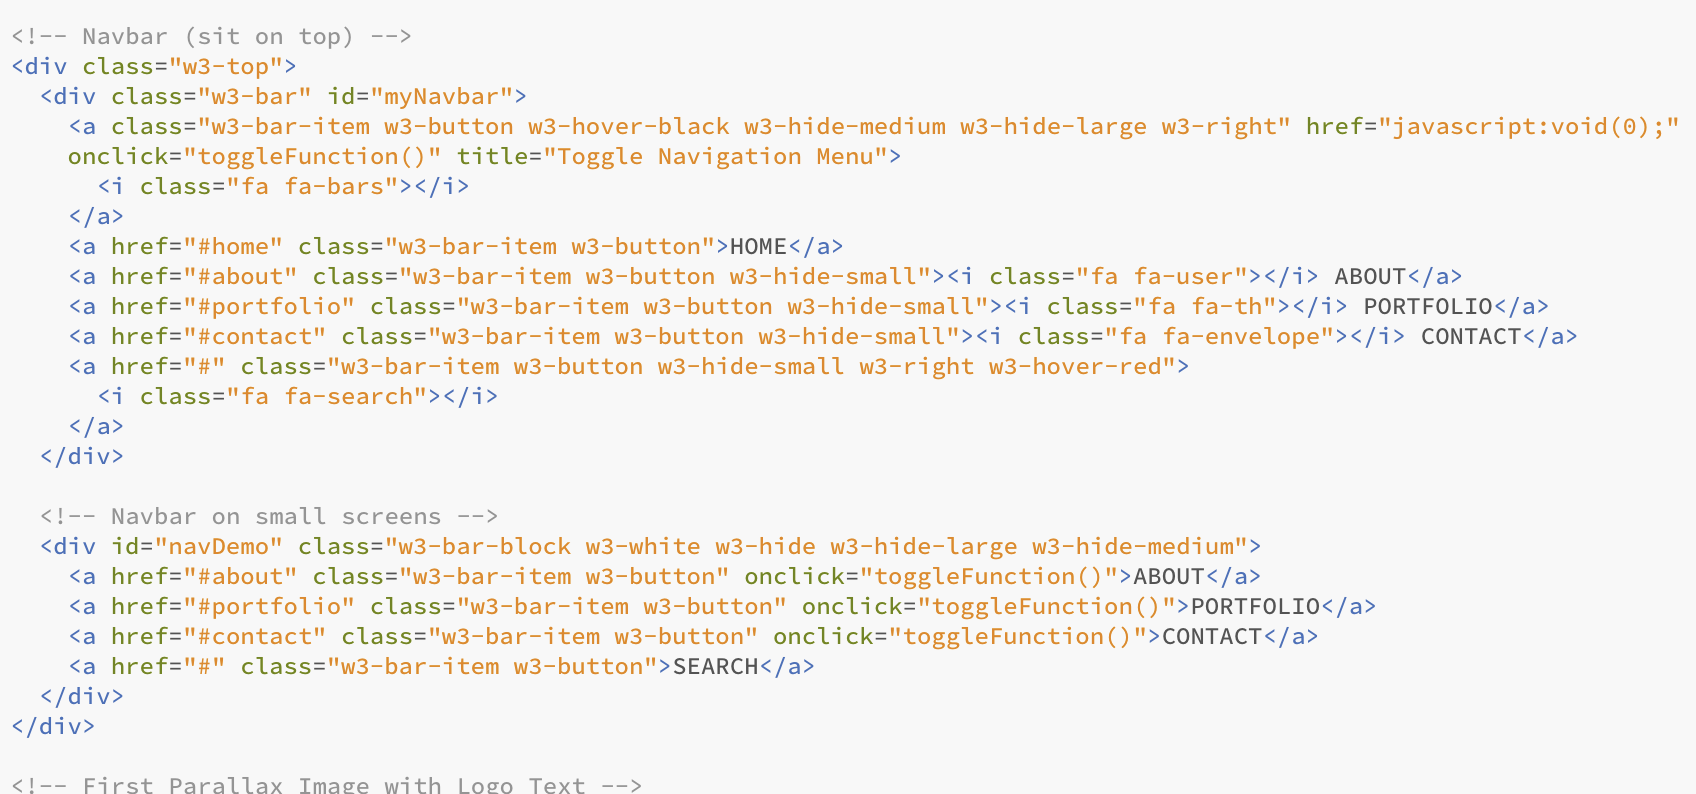 <!-- Navbar (sit on top) -->
<div class="w3-top">
  <div class="w3-bar" id="myNavbar">
    <a class="w3-bar-item w3-button w3-hover-black w3-hide-medium w3-hide-large w3-right" href="javascript:void(0);"
    onclick="toggleFunction()" title="Toggle Navigation Menu">
      <i class="fa fa-bars"></i>
    </a>
    <a href="#home" class="w3-bar-item w3-button">HOME</a>
    <a href="#about" class="w3-bar-item w3-button w3-hide-small"><i class="fa fa-user"></i> ABOUT</a>
    <a href="#portfolio" class="w3-bar-item w3-button w3-hide-small"><i class="fa fa-th"></i> PORTFOLIO</a>
    <a href="#contact" class="w3-bar-item w3-button w3-hide-small"><i class="fa fa-envelope"></i> CONTACT</a>
    <a href="#" class="w3-bar-item w3-button w3-hide-small w3-right w3-hover-red">
      <i class="fa fa-search"></i>
    </a>
  </div>

  <!-- Navbar on small screens -->
  <div id="navDemo" class="w3-bar-block w3-white w3-hide w3-hide-large w3-hide-medium">
    <a href="#about" class="w3-bar-item w3-button" onclick="toggleFunction()">ABOUT</a>
    <a href="#portfolio" class="w3-bar-item w3-button" onclick="toggleFunction()">PORTFOLIO</a>
    <a href="#contact" class="w3-bar-item w3-button" onclick="toggleFunction()">CONTACT</a>
    <a href="#" class="w3-bar-item w3-button">SEARCH</a>
  </div>
</div>

<!-- First Parallax Image with Logo Text -->